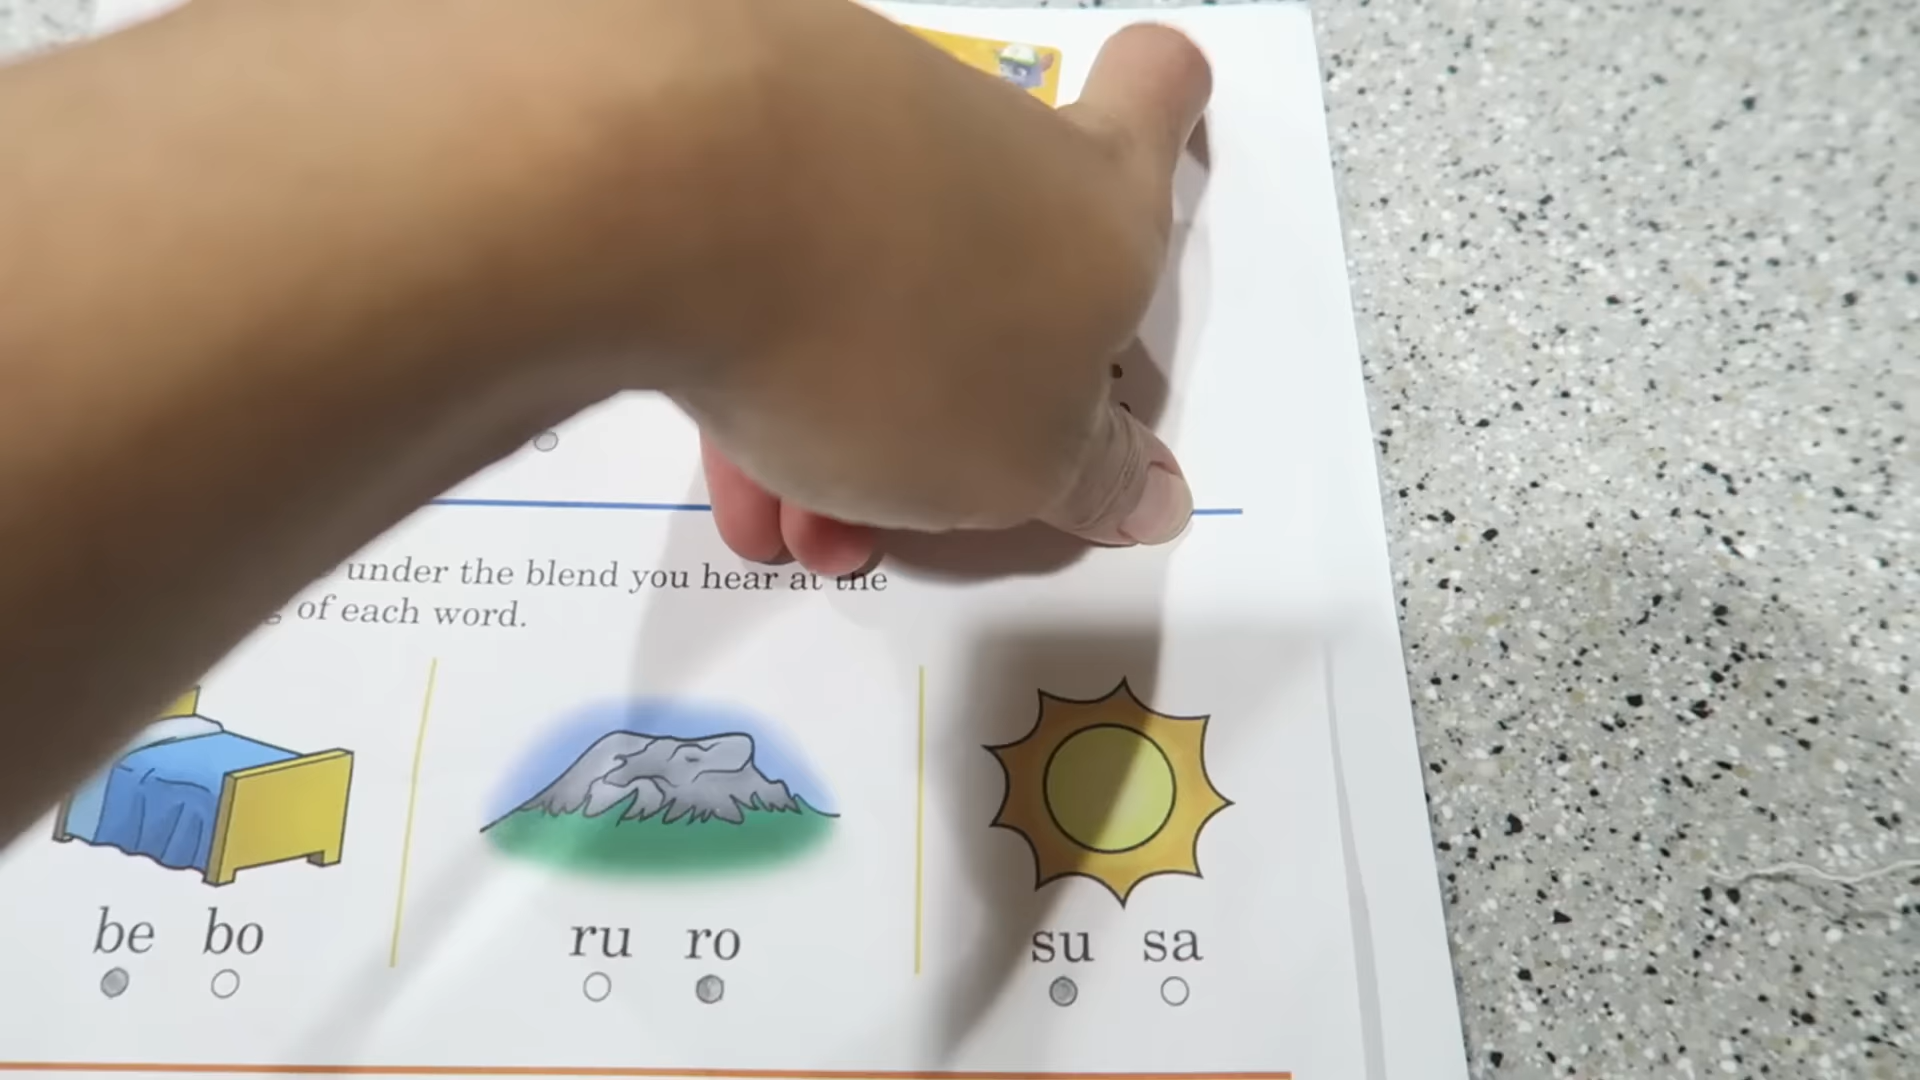 under the blend you hear at the
of each word.
be bo
ru ro
su sa